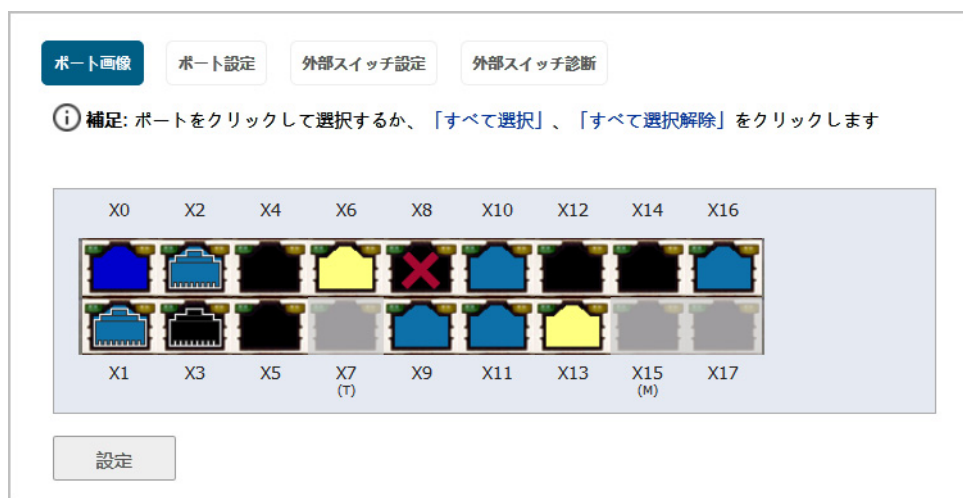 ポート画像 ポート設定 外部スイッチ設定 外部スイッチ診断
補足: ポートをクリックして選択するか、「すべて選択」、「すべて選択解除」をクリックします
X0 X2 X4 X6 X8 X10 X12 X14 X16
X1 X3 X5 X7 X9 X11 X13 X15 X17
(T) (M)
設定